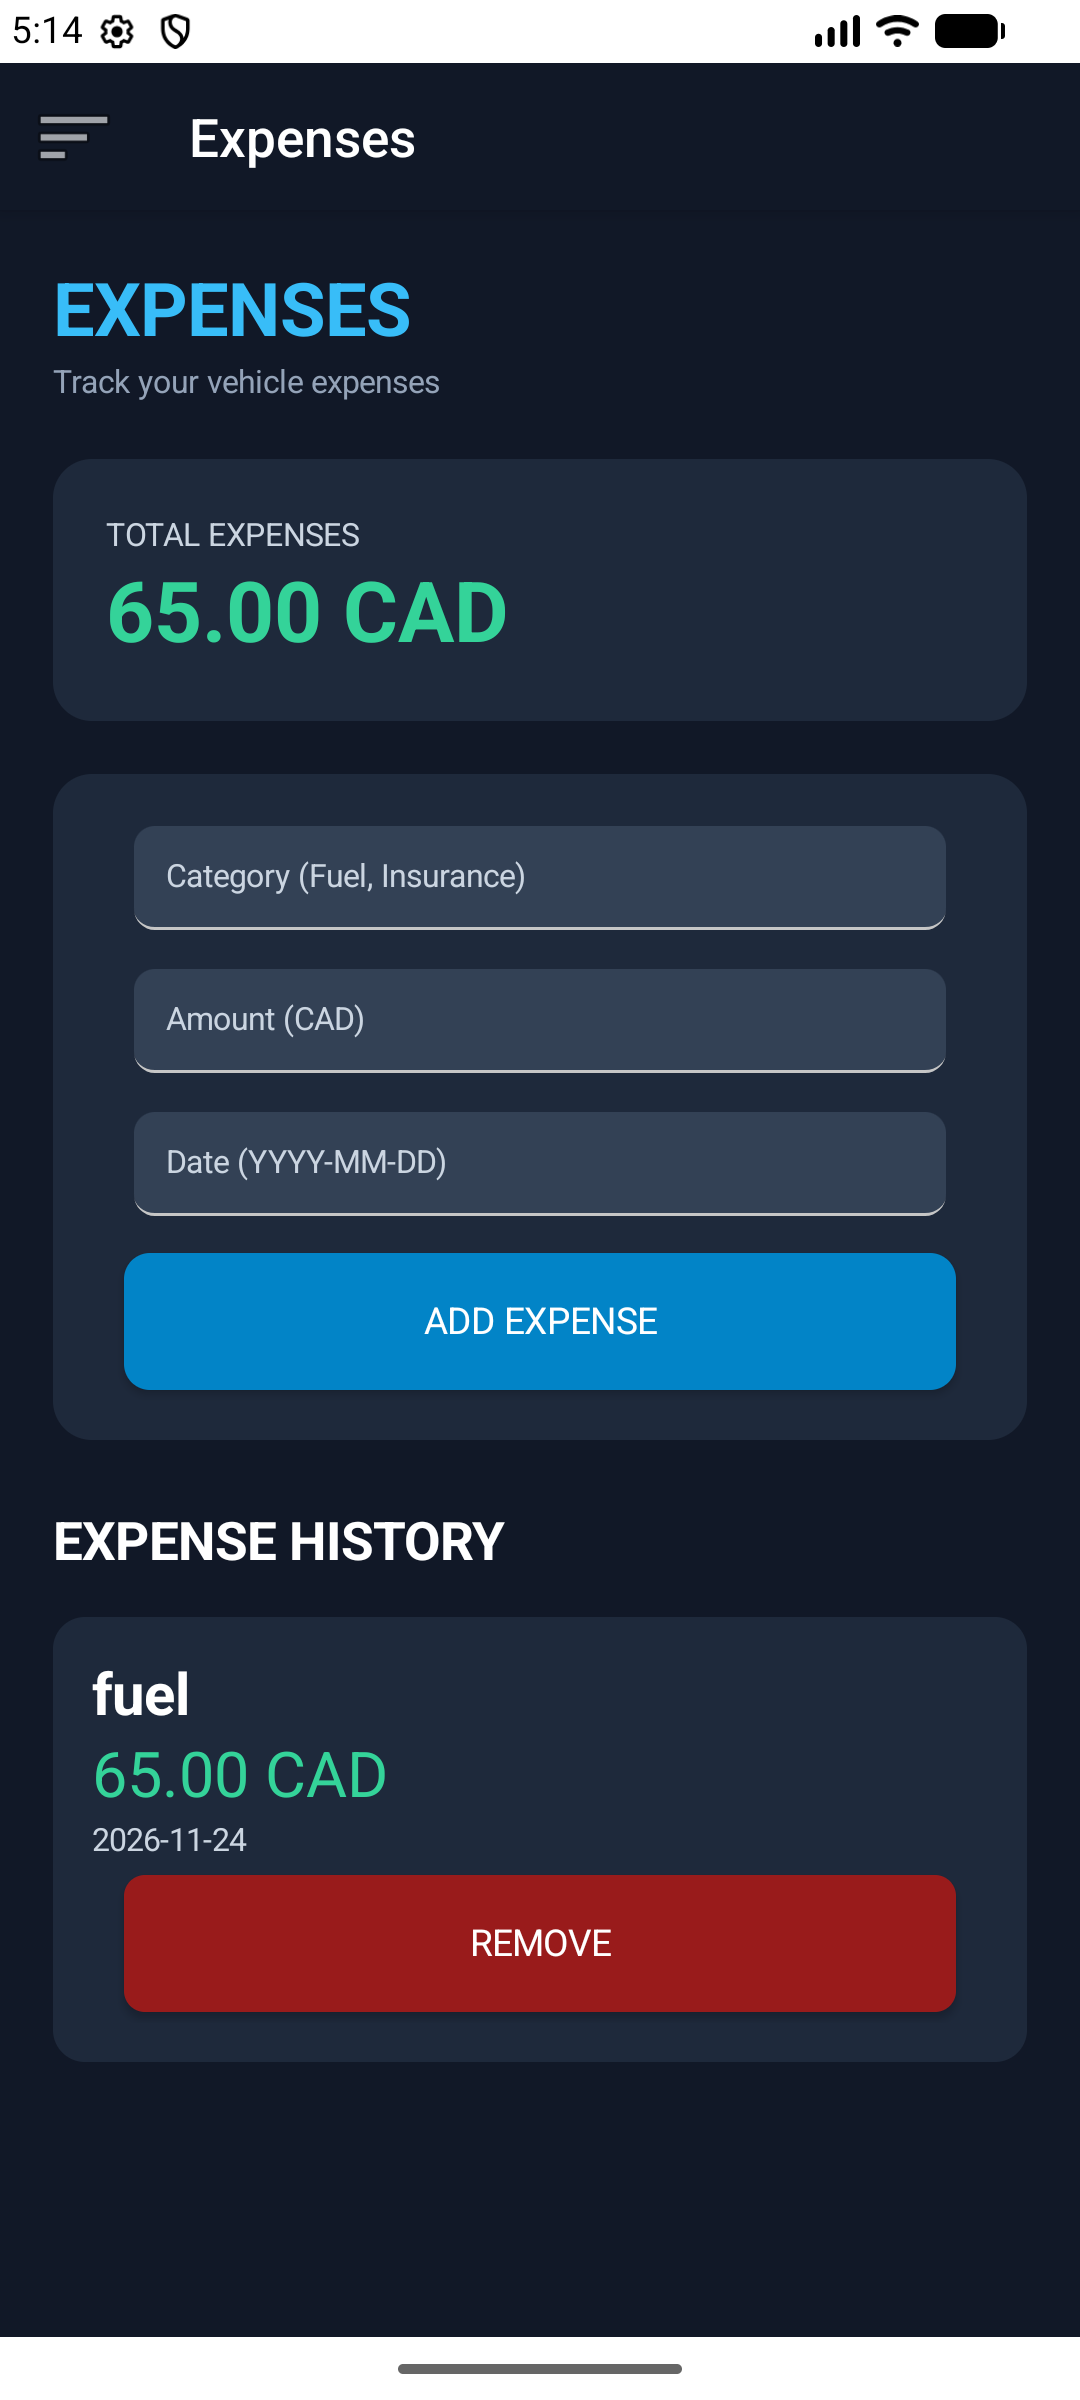 5:14
Expenses
EXPENSES
Track your vehicle expenses
TOTAL EXPENSES
65.00 CAD
Category (Fuel, Insurance)
Amount (CAD)
Date (YYYY-MM-DD)
ADD EXPENSE
EXPENSE HISTORY
fuel
65.00 CAD
2026-11-24
REMOVE